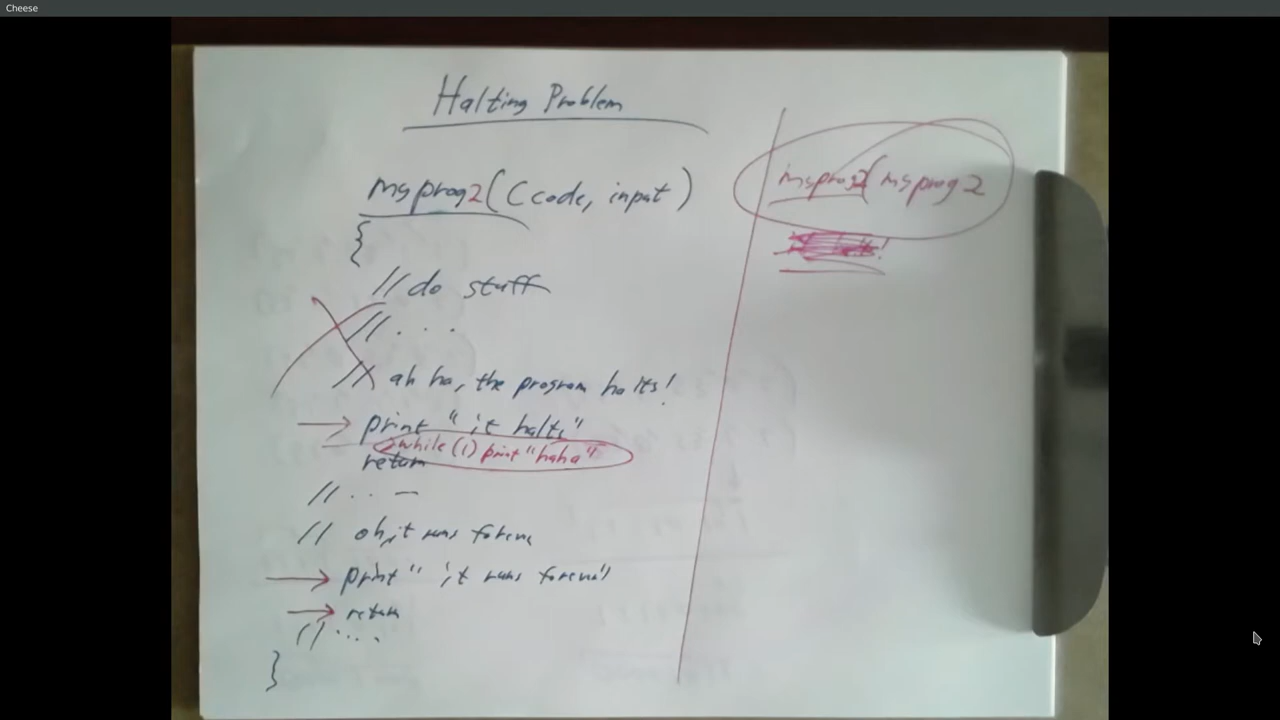 Cheese
Halting Problem
myprog2(C code, input)
{
// do stuff
// . . .
// ah ha, the program halts!
→ print "it halts"
while (1) print "haha"
return
// . . —
// oh, it runs forever
→ print "it runs forever"
→ return
// ....
}
myprog2(myprog2